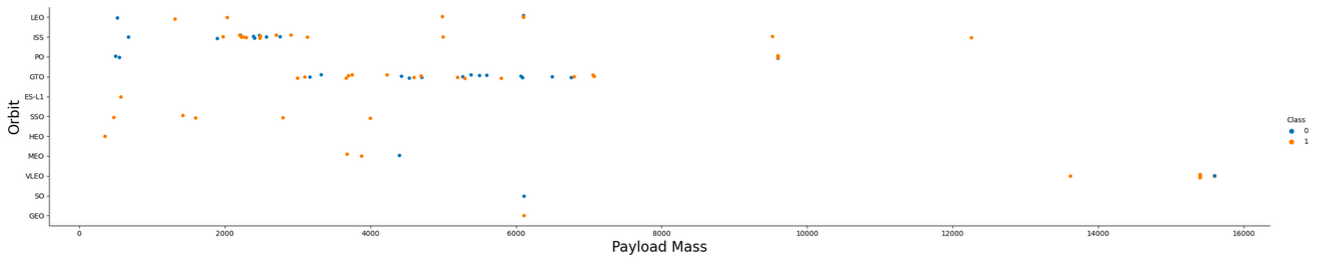 LEO
ISS
PO
GTO
ES-L1
SSO
HEO
MEO
VLEO
SO
GEO
Orbit
0 2000 4000 6000 8000 10000 12000 14000 16000
Payload Mass
Class
0
1